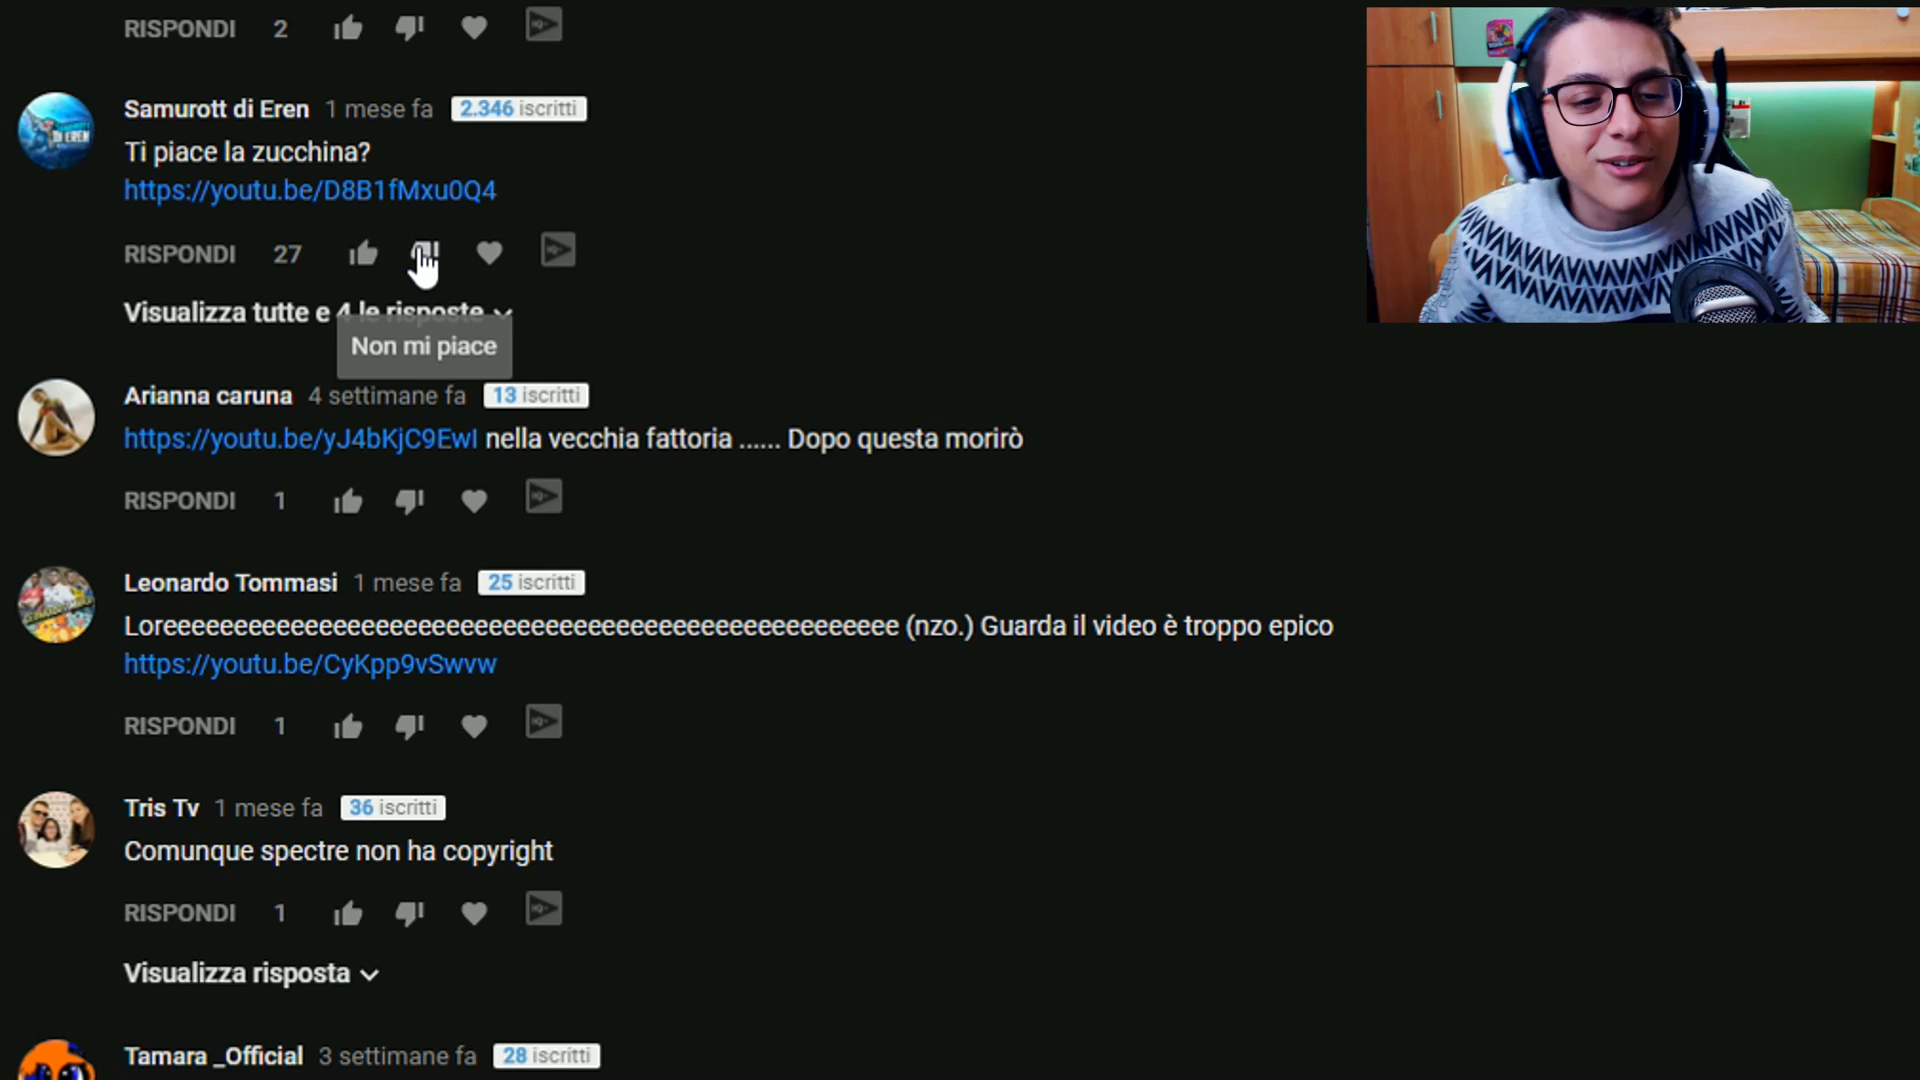 RISPONDI 2
Samurott di Eren 1 mese fa 2.346 iscritti
Ti piace la zucchina?
https://youtu.be/D8B1fMxu0Q4
RISPONDI 27
Visualizza tutte e 4 le risposte
Non mi piace
Arianna caruna 4 settimane fa 13 iscritti
https://youtu.be/yJ4bKjC9EwI nella vecchia fattoria ...... Dopo questa morirò
RISPONDI 1
Leonardo Tommasi 1 mese fa 25 iscritti
Loreeeeeeeeeeeeeeeeeeeeeeeeeeeeeeeeeeeeeeeeeeeeeeeeeee (nzo.) Guarda il video è troppo epico
https://youtu.be/CyKpp9vSwvw
RISPONDI 1
Tris Tv 1 mese fa 36 iscritti
Comunque spectre non ha copyright
RISPONDI 1
Visualizza risposta
Tamara _Official 3 settimane fa 28 iscritti